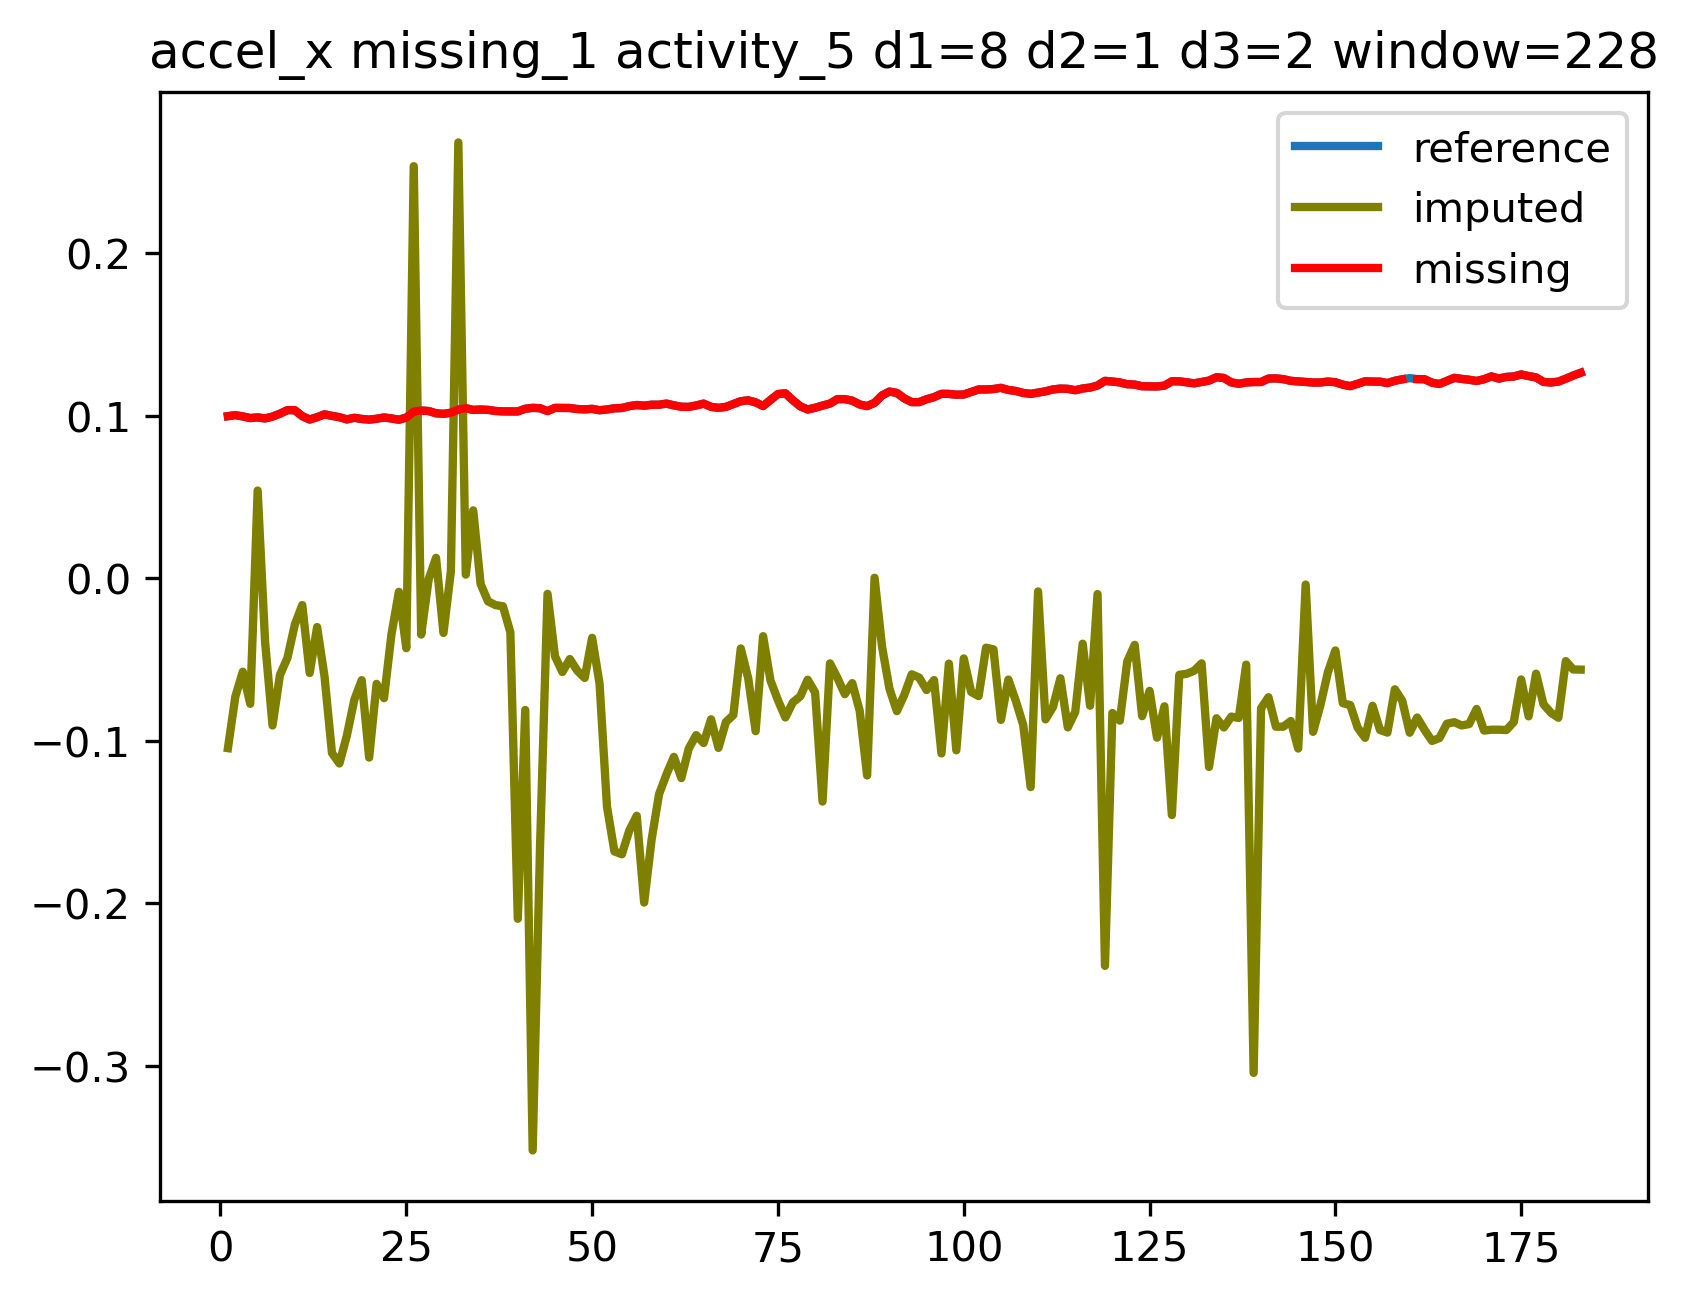 accel_x missing_1 activity_5 d1=8 d2=1 d3=2 window=228
reference
imputed
missing
0.2
0.1
0.0
−0.1
−0.2
−0.3
0 25 50 75 100 125 150 175